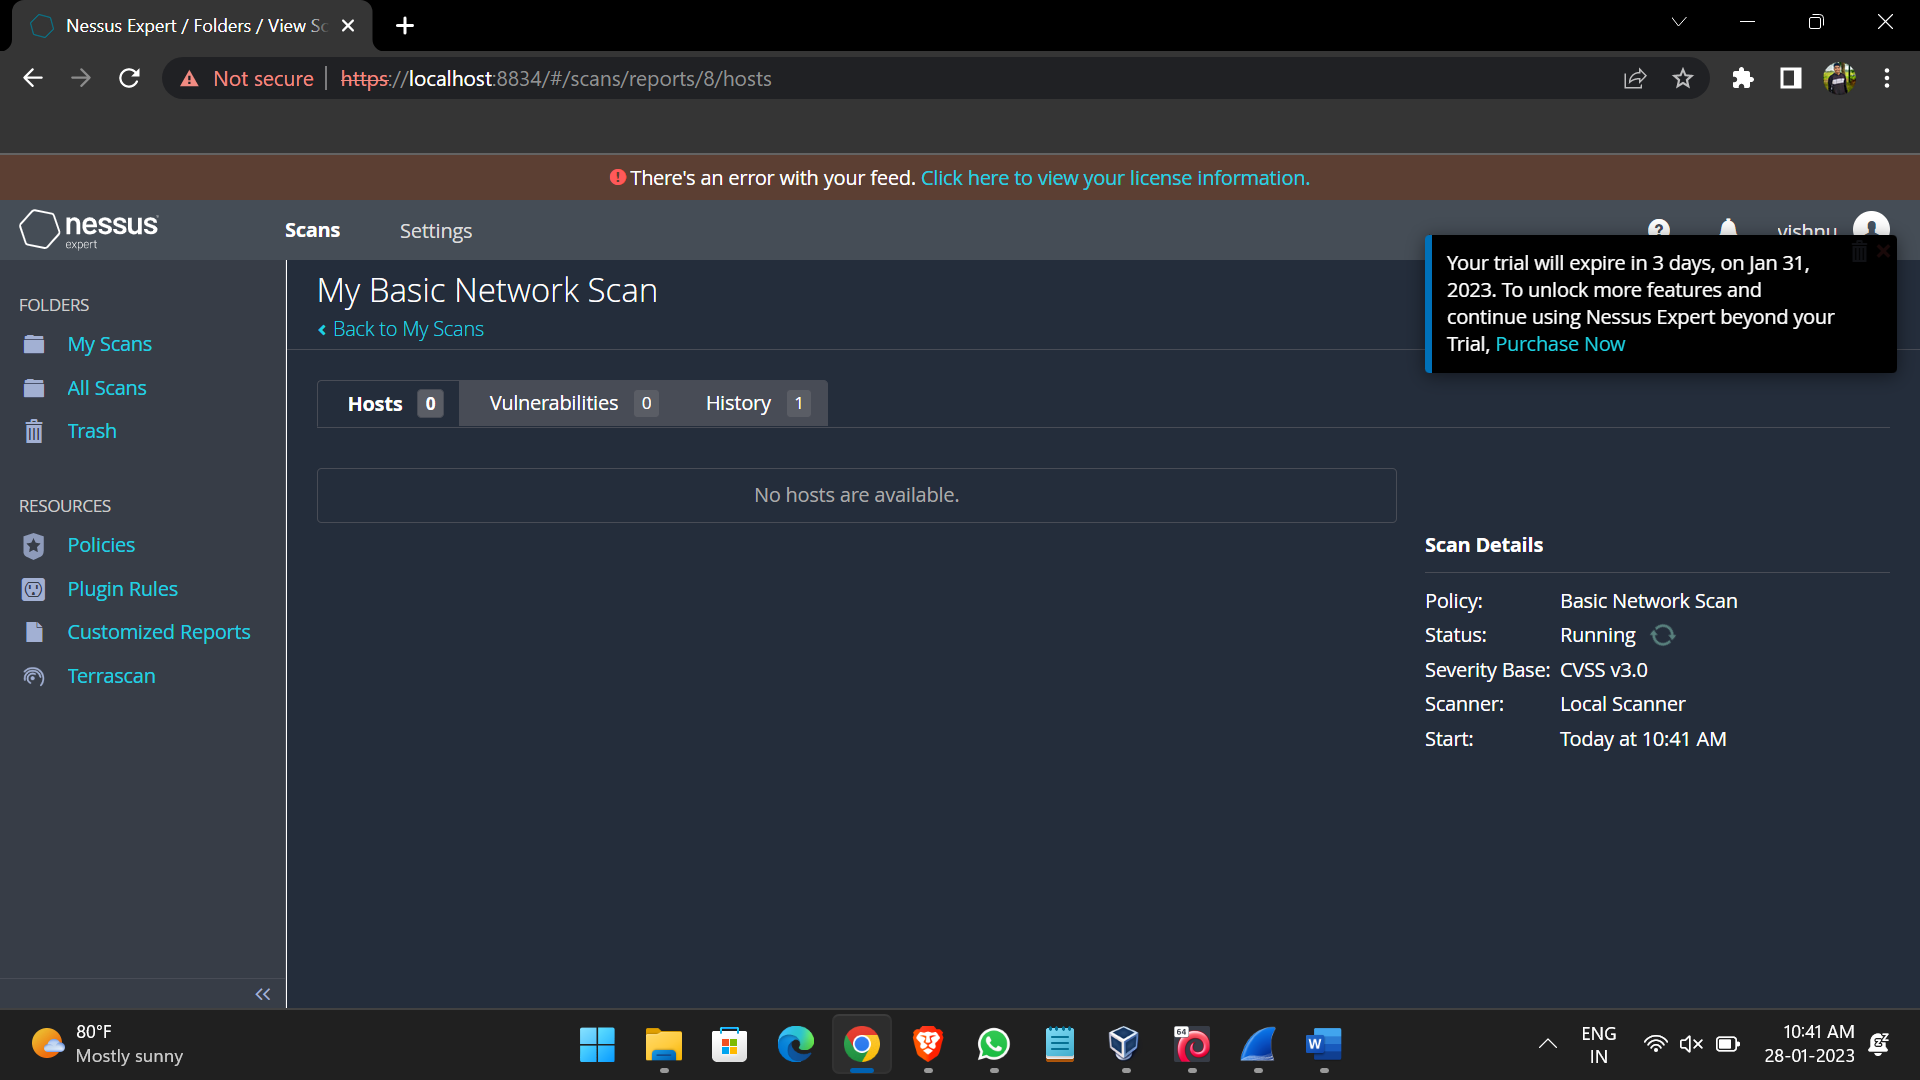 Nessus Expert / Folders / View Sc
Not secure | https://localhost:8834/#/scans/reports/8/hosts
There's an error with your feed. Click here to view your license information.
nessus
expert
Scans
Settings
vishnu
Your trial will expire in 3 days, on Jan 31,
2023. To unlock more features and
continue using Nessus Expert beyond your
Trial, Purchase Now
FOLDERS
My Scans
All Scans
Trash
RESOURCES
Policies
Plugin Rules
Customized Reports
Terrascan
My Basic Network Scan
Back to My Scans
Hosts 0
Vulnerabilities 0
History 1
No hosts are available.
Scan Details
Policy: Basic Network Scan
Status: Running
Severity Base: CVSS v3.0
Scanner: Local Scanner
Start: Today at 10:41 AM
80°F
Mostly sunny
64
W
ENG
IN
10:41 AM
28-01-2023